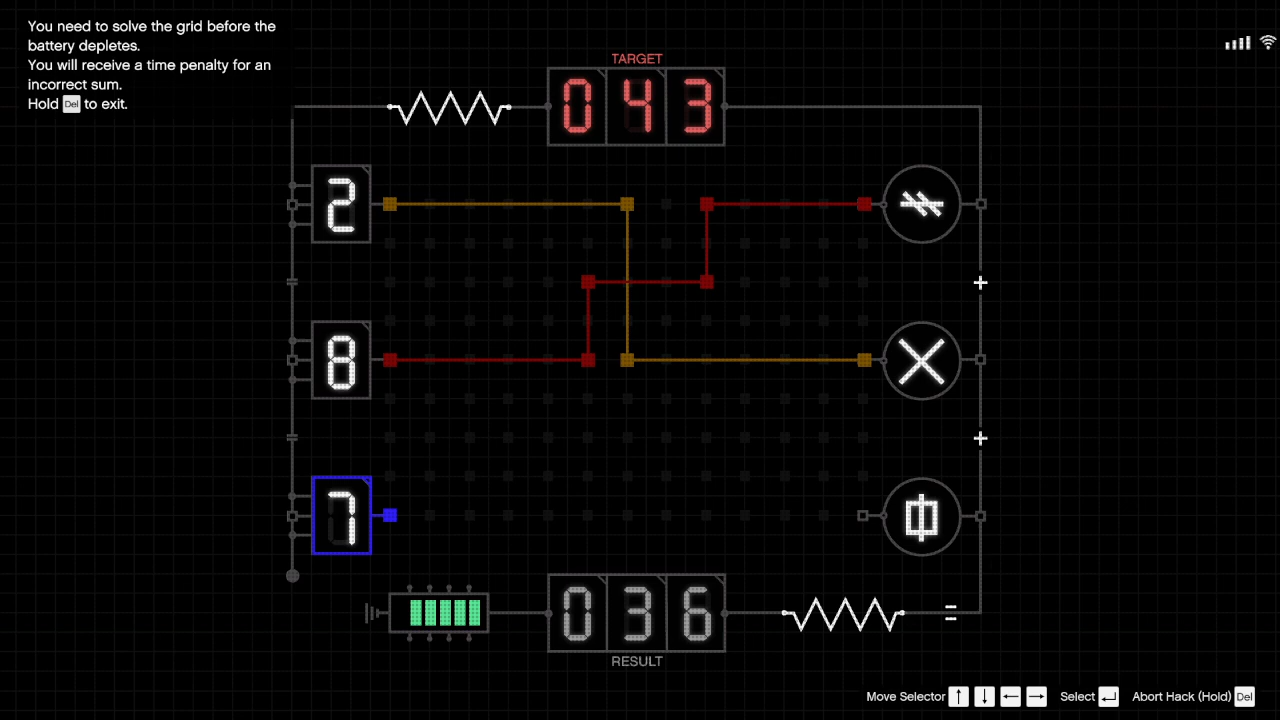 You need to solve the grid before the
battery depletes.
You will receive a time penalty for an
incorrect sum.
Hold Del to exit.
TARGET
043
2
8
7
+
+
=
036
RESULT
Move Selector ↑ ↓ ← → Select ↵ Abort Hack (Hold) Del